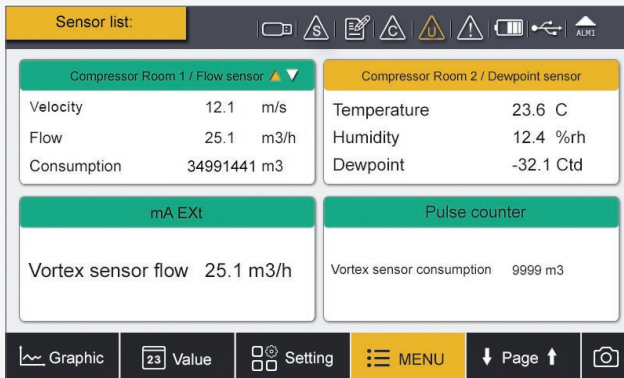 Sensor list:
S
C
U
ALM1
Compressor Room 1 / Flow sensor
Velocity 12.1 m/s
Flow 25.1 m3/h
Consumption 34991441 m3
Compressor Room 2 / Dewpoint sensor
Temperature 23.6 C
Humidity 12.4 %rh
Dewpoint -32.1 Ctd
mA EXt
Vortex sensor flow 25.1 m3/h
Pulse counter
Vortex sensor consumption 9999 m3
Graphic
23 Value
Setting
MENU
Page